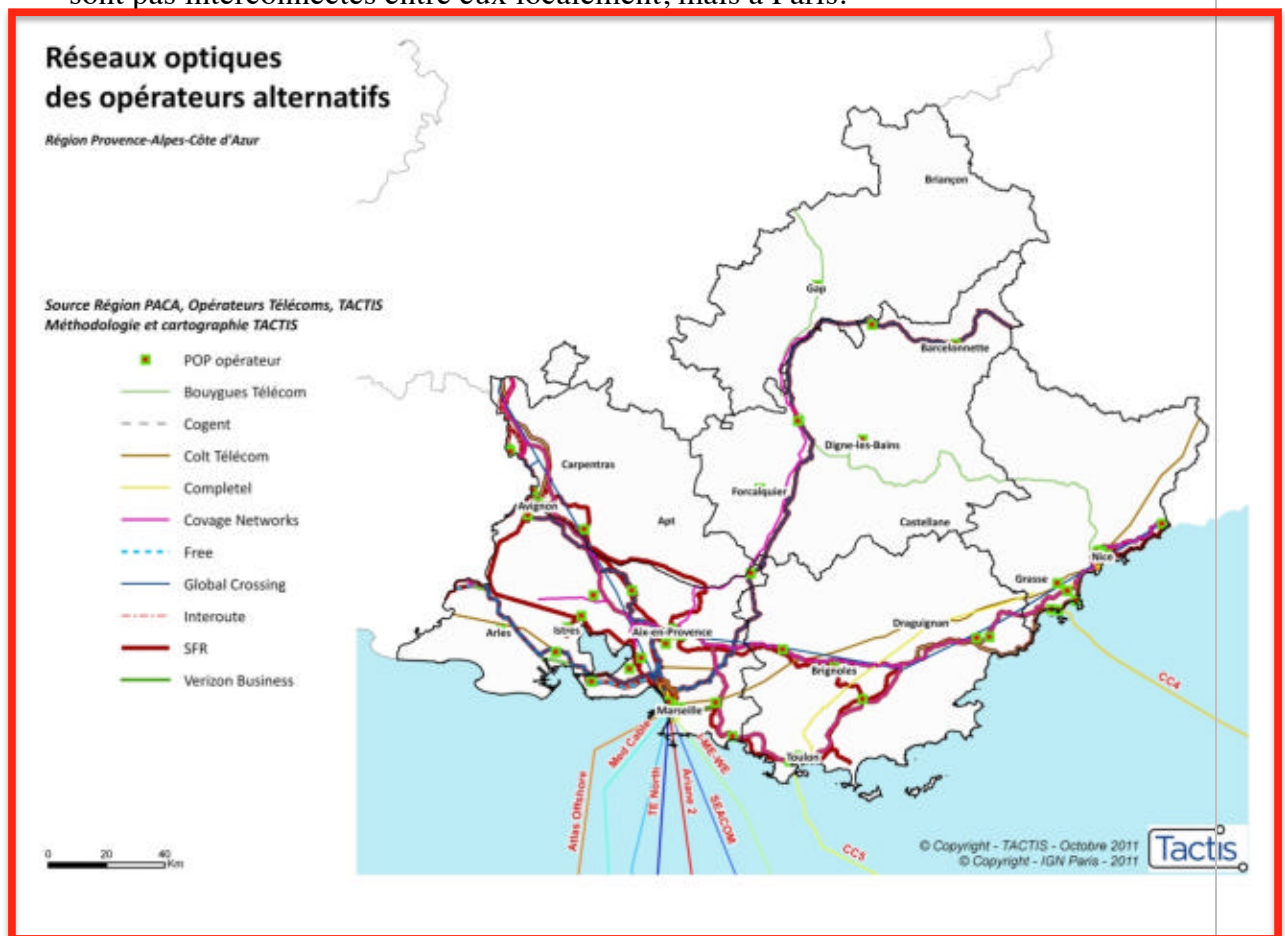 sont pas interconnectés entre eux localement, mais à Paris.
Réseaux optiques
des opérateurs alternatifs
Région Provence-Alpes-Côte d'Azur
Source Région PACA, Opérateurs Télécoms, TACTIS
Méthodologie et cartographie TACTIS
POP opérateur
Bouygues Télécom
Cogent
Colt Télécom
Completel
Covage Networks
Free
Global Crossing
Interoute
SFR
Verizon Business
Briançon
Gap
Barcelonnette
Digne-les-Bains
Carpentras
Forcalquier
Avignon
Apt
Castellane
Nice
Grasse
Arles
Istres
Aix-en-Provence
Draguignan
Brignoles
Marseille
Toulon
CC4
Med Cable
I-ME-WE
Atlas Offshore
TE North
Ariane 2
SEACOM
CC5
0 20 40
Km
© Copyright - TACTIS - Octobre 2011
© Copyright - IGN Paris - 2011
Tactis